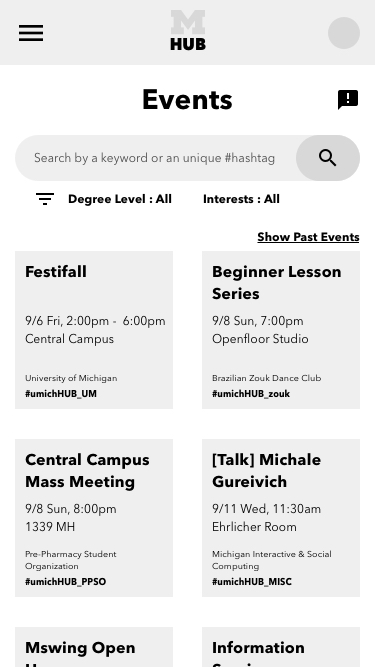 M
HUB
Events
Search by a keyword or an unique #hashtag
Degree Level : All
Interests : All
Show Past Events
Festifall
9/6 Fri, 2:00pm -  6:00pm
Central Campus
University of Michigan
#umichHUB_UM
Beginner Lesson
Series
9/8 Sun, 7:00pm
Openfloor Studio
Brazilian Zouk Dance Club
#umichHUB_zouk
Central Campus
Mass Meeting
9/8 Sun, 8:00pm
1339 MH
Pre-Pharmacy Student
Organization
#umichHUB_PPSO
[Talk] Michale
Gureivich
9/11 Wed, 11:30am
Ehrlicher Room
Michigan Interactive & Social
Computing
#umichHUB_MISC
Mswing Open
Information